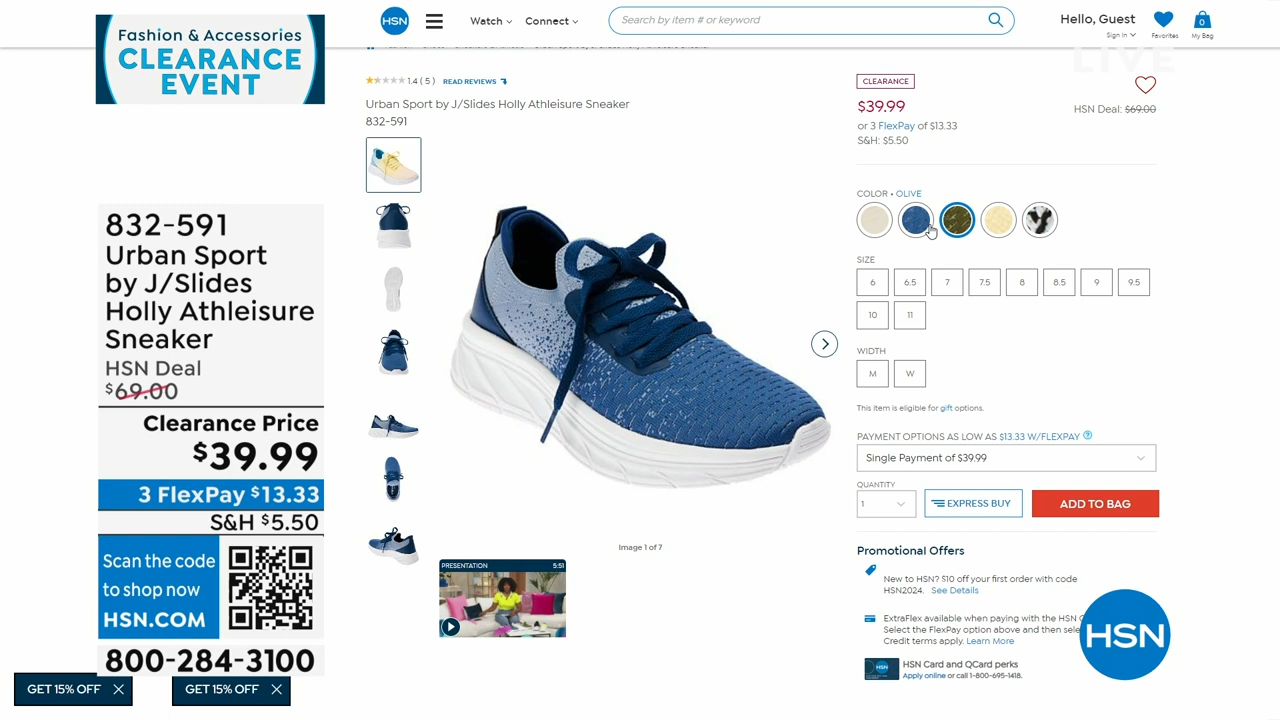 Fashion & Accessories
CLEARANCE
EVENT
HSN
Watch
Connect
Search by item # or keyword
Hello, Guest
Sign In
Favorites
0
My Bag
LIVE
1.4 ( 5 )
READ REVIEWS
Urban Sport by J/Slides Holly Athleisure Sneaker
832-591
CLEARANCE
$39.99
HSN Deal: $69.00
or 3 FlexPay of $13.33
S&H: $5.50
COLOR • OLIVE
SIZE
6
6.5
7
7.5
8
8.5
9
9.5
10
11
WIDTH
M
W
This item is eligible for gift options.
PAYMENT OPTIONS AS LOW AS $13.33 W/FLEXPAY
Single Payment of $39.99
QUANTITY
1
EXPRESS BUY
ADD TO BAG
Image 1 of 7
PRESENTATION
5:51
Promotional Offers
New to HSN? $10 off your first order with code
HSN2024. See Details
ExtraFlex available when paying with the HSN
Select the FlexPay option above and then
Credit terms apply. Learn More
HSN
HSN Card and QCard perks
Apply online or call 1-800-695-1418.
HSN
832-591
Urban Sport
by J/Slides
Holly Athleisure
Sneaker
HSN Deal
$69.00
Clearance Price
$39.99
3 FlexPay $13.33
S&H $5.50
Scan the code
to shop now
HSN.COM
800-284-3100
GET 15% OFF
GET 15% OFF